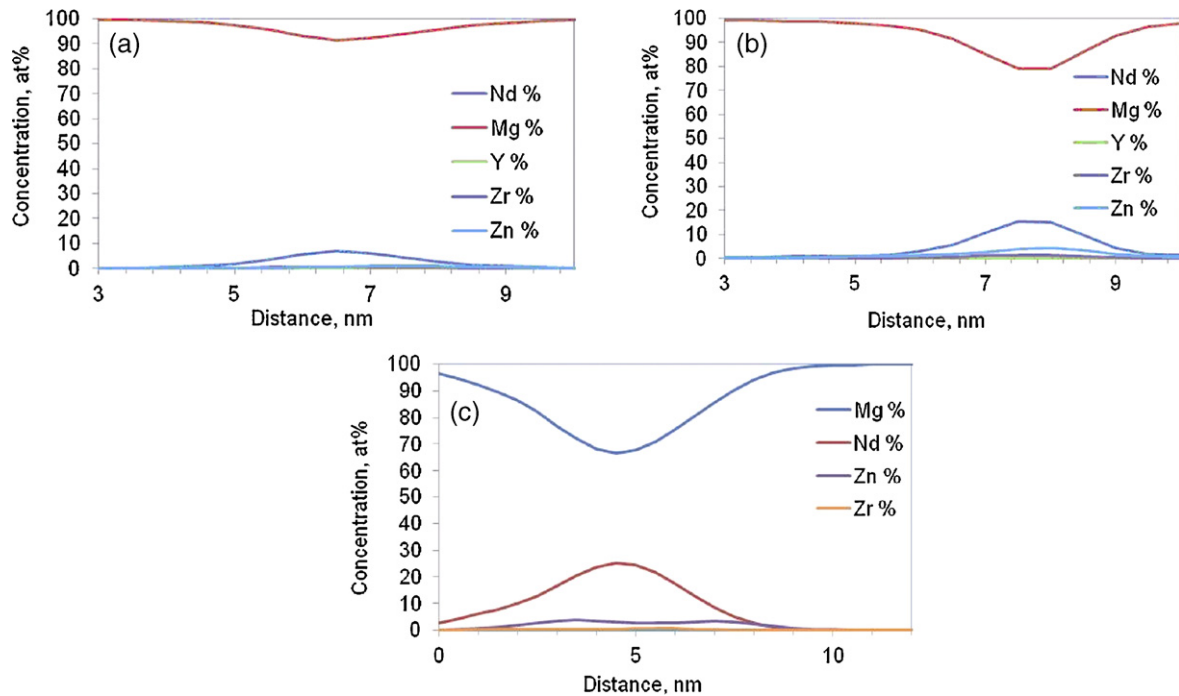 (a)
Concentration, at%
100
90
80
70
60
50
40
30
20
10
0
3
5
7
9
Distance, nm
Nd %
Mg %
Y %
Zr %
Zn %
(b)
Concentration, at%
100
90
80
70
60
50
40
30
20
10
0
3
5
7
9
Distance, nm
Nd %
Mg %
Y %
Zr %
Zn %
(c)
Concentration, at%
100
90
80
70
60
50
40
30
20
10
0
0
5
10
Distance, nm
Mg %
Nd %
Zn %
Zr %